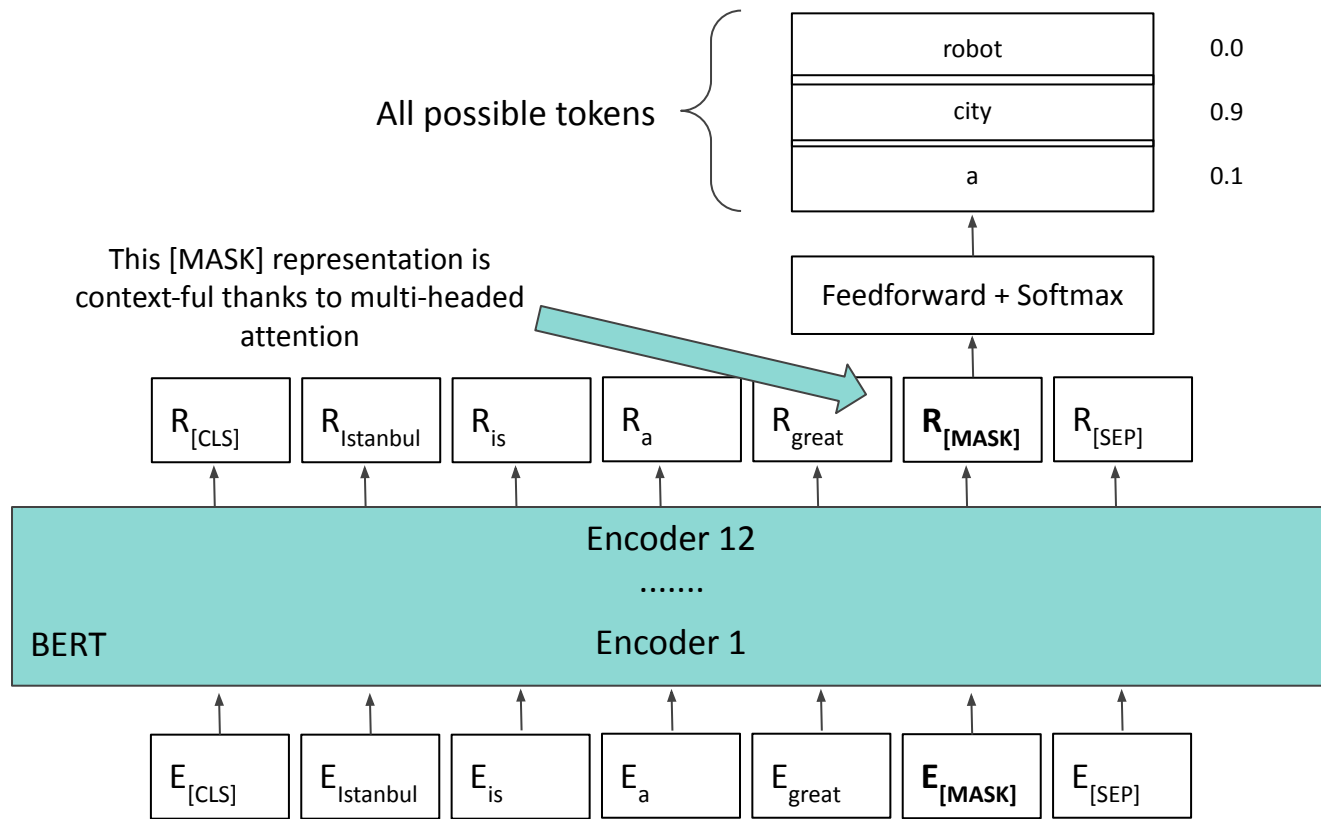 robot 0.0
All possible tokens city 0.9
a 0.1
This [MASK] representation is
context-ful thanks to multi-headed
attention
Feedforward + Softmax
R[CLS] RIstanbul Ris Ra Rgreat R[MASK] R[SEP]
Encoder 12
.......
BERT Encoder 1
E[CLS] EIstanbul Eis Ea Egreat E[MASK] E[SEP]